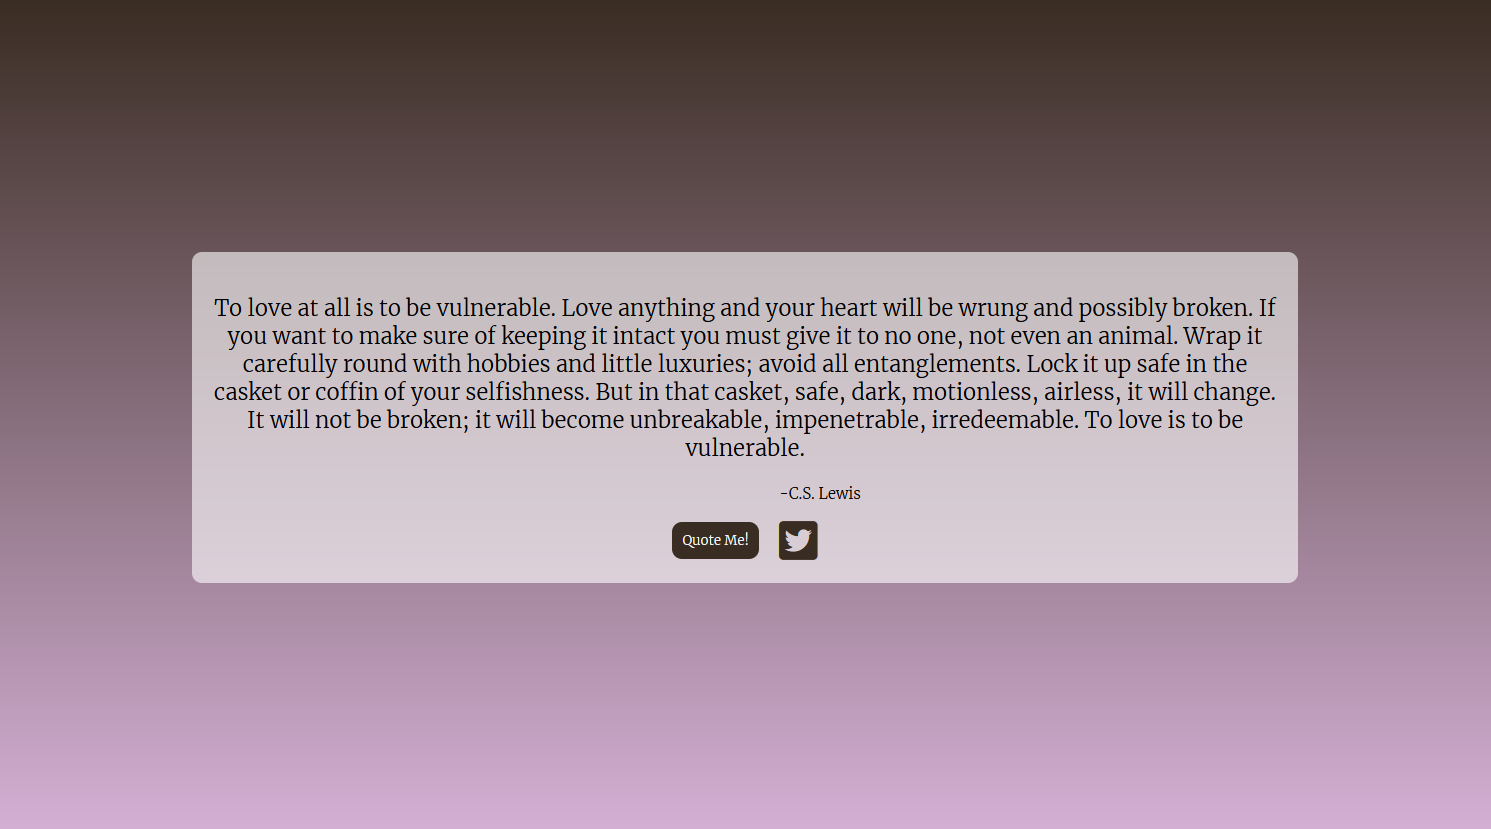 To love at all is to be vulnerable. Love anything and your heart will be wrung and possibly broken. If
you want to make sure of keeping it intact you must give it to no one, not even an animal. Wrap it
carefully round with hobbies and little luxuries; avoid all entanglements. Lock it up safe in the
casket or coffin of your selfishness. But in that casket, safe, dark, motionless, airless, it will change.
It will not be broken; it will become unbreakable, impenetrable, irredeemable. To love is to be
vulnerable.
-C.S. Lewis
Quote Me!